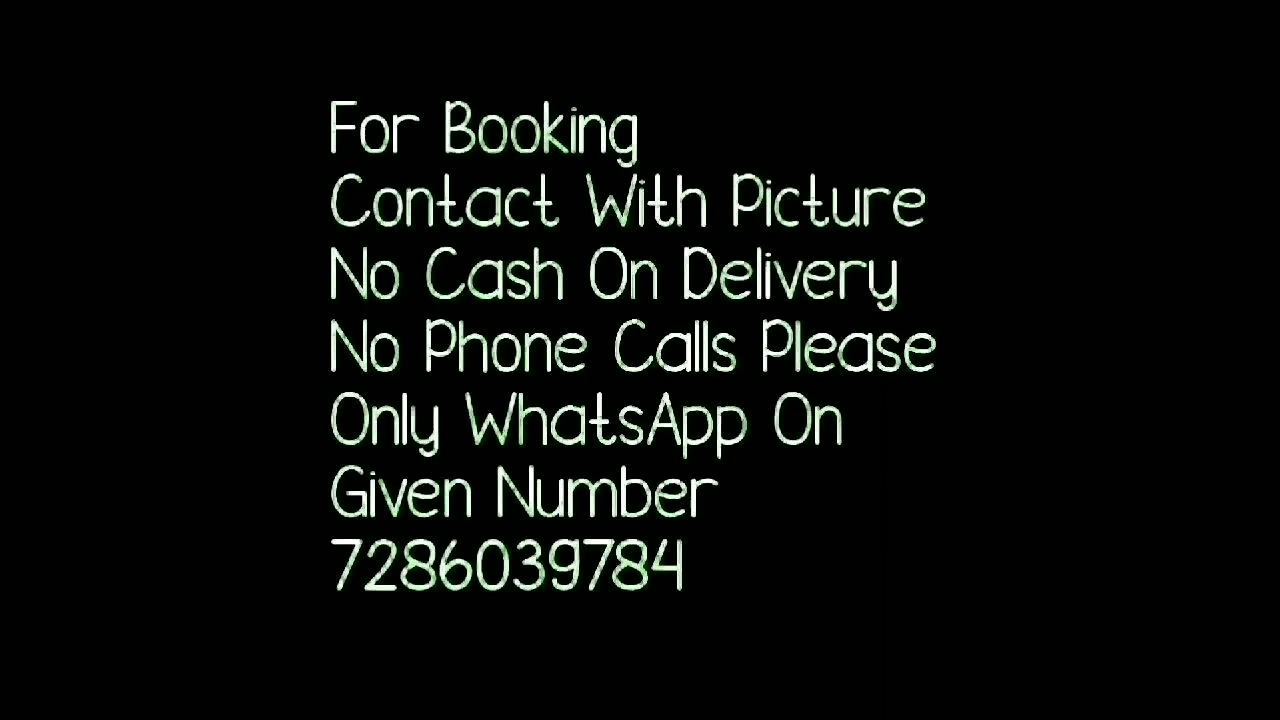 For Booking
Contact With Picture
No Cash On Delivery
No Phone Calls Please
Only WhatsApp On
Given Number
7286039784